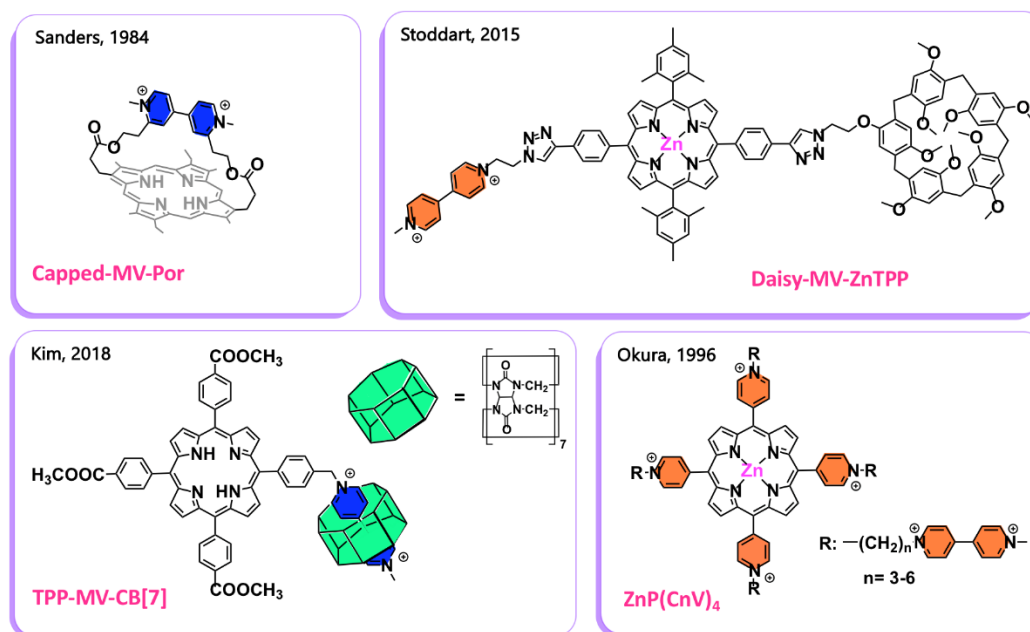 Sanders, 1984
⊕
N
⊕
N
O
O
O
O
NH N
N HN
Capped-MV-Por
Stoddart, 2015
O O
O
O
N=N
N N
N
N
⊕
Zn
N N
N
N N
O
O
O
O
O
O
O
O
N
⊕
Daisy-MV-ZnTPP
Kim, 2018
COOCH3
=
O
N N–CH2
N N–CH2
O
7
CH3OOC
NH N
N HN
⊕
N
N
⊕
COOCH3
TPP-MV-CB[7]
Okura, 1996
R
⊕ N
N N
R N Zn N R
⊕ ⊕
N N
N ⊕
R
R: —(CH2)n N⊕ N⊕
n= 3-6
ZnP(CnV)4